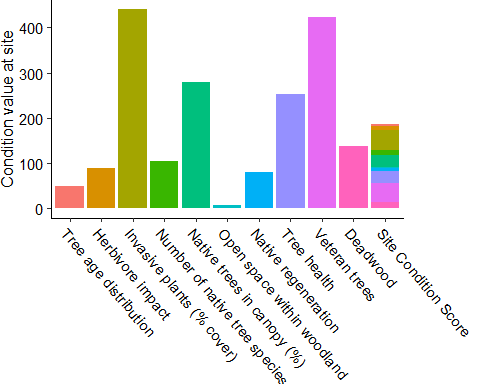 Condition value at site
400
300
200
100
0
Tree age distribution
Herbivore impact
Invasive plants (% cover)
Number of native tree species
Native trees in canopy (%)
Open space within woodland
Native regeneration
Tree health
Veteran trees
Deadwood
Site Condition Score